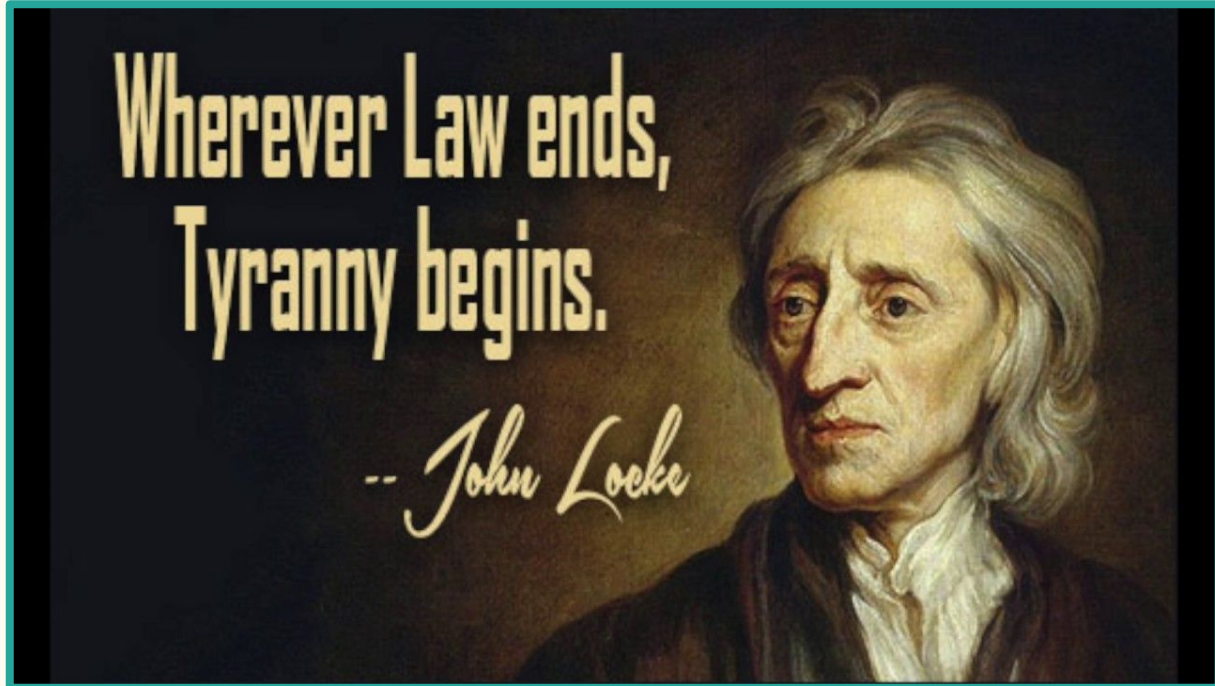 Wherever Law ends,
Tyranny begins.
-- John Locke